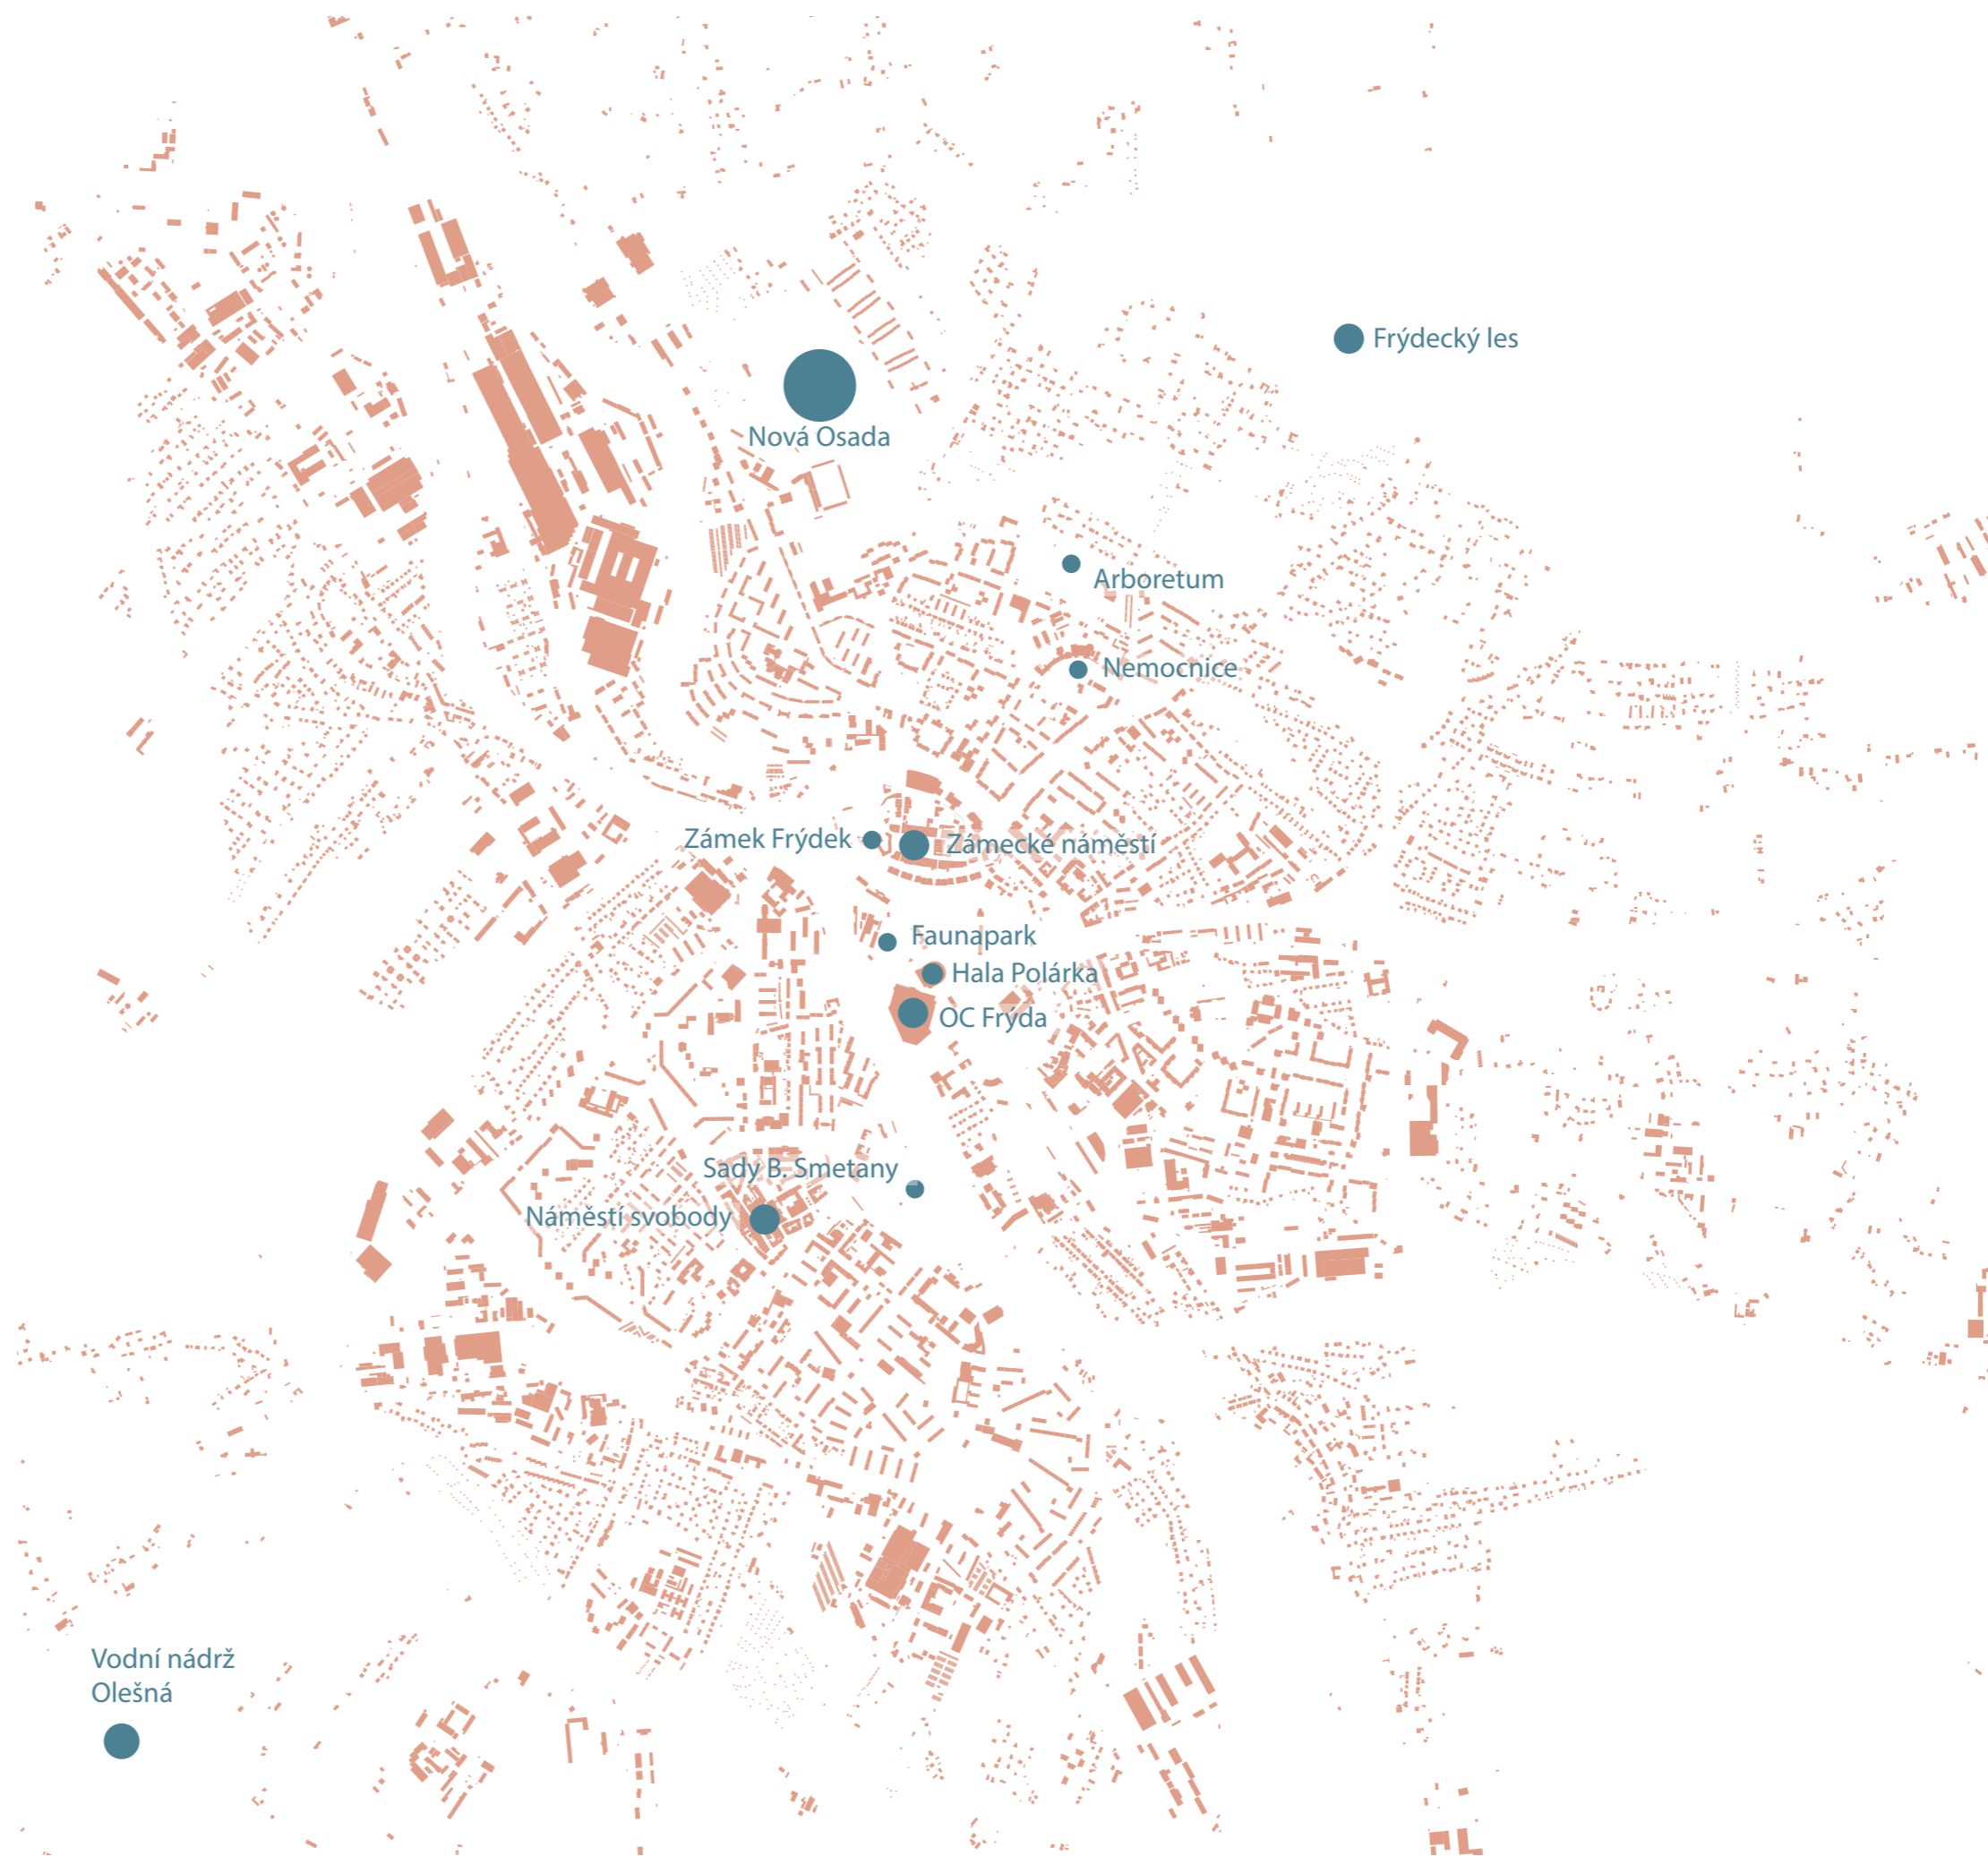 Frýdecký les
Nová Osada
Arboretum
Nemocnice
Zámek Frýdek
Zámecké náměstí
Faunapark
Hala Polárka
OC Frýda
Sady B. Smetany
Náměstí svobody
Vodní nádrž
Olešná